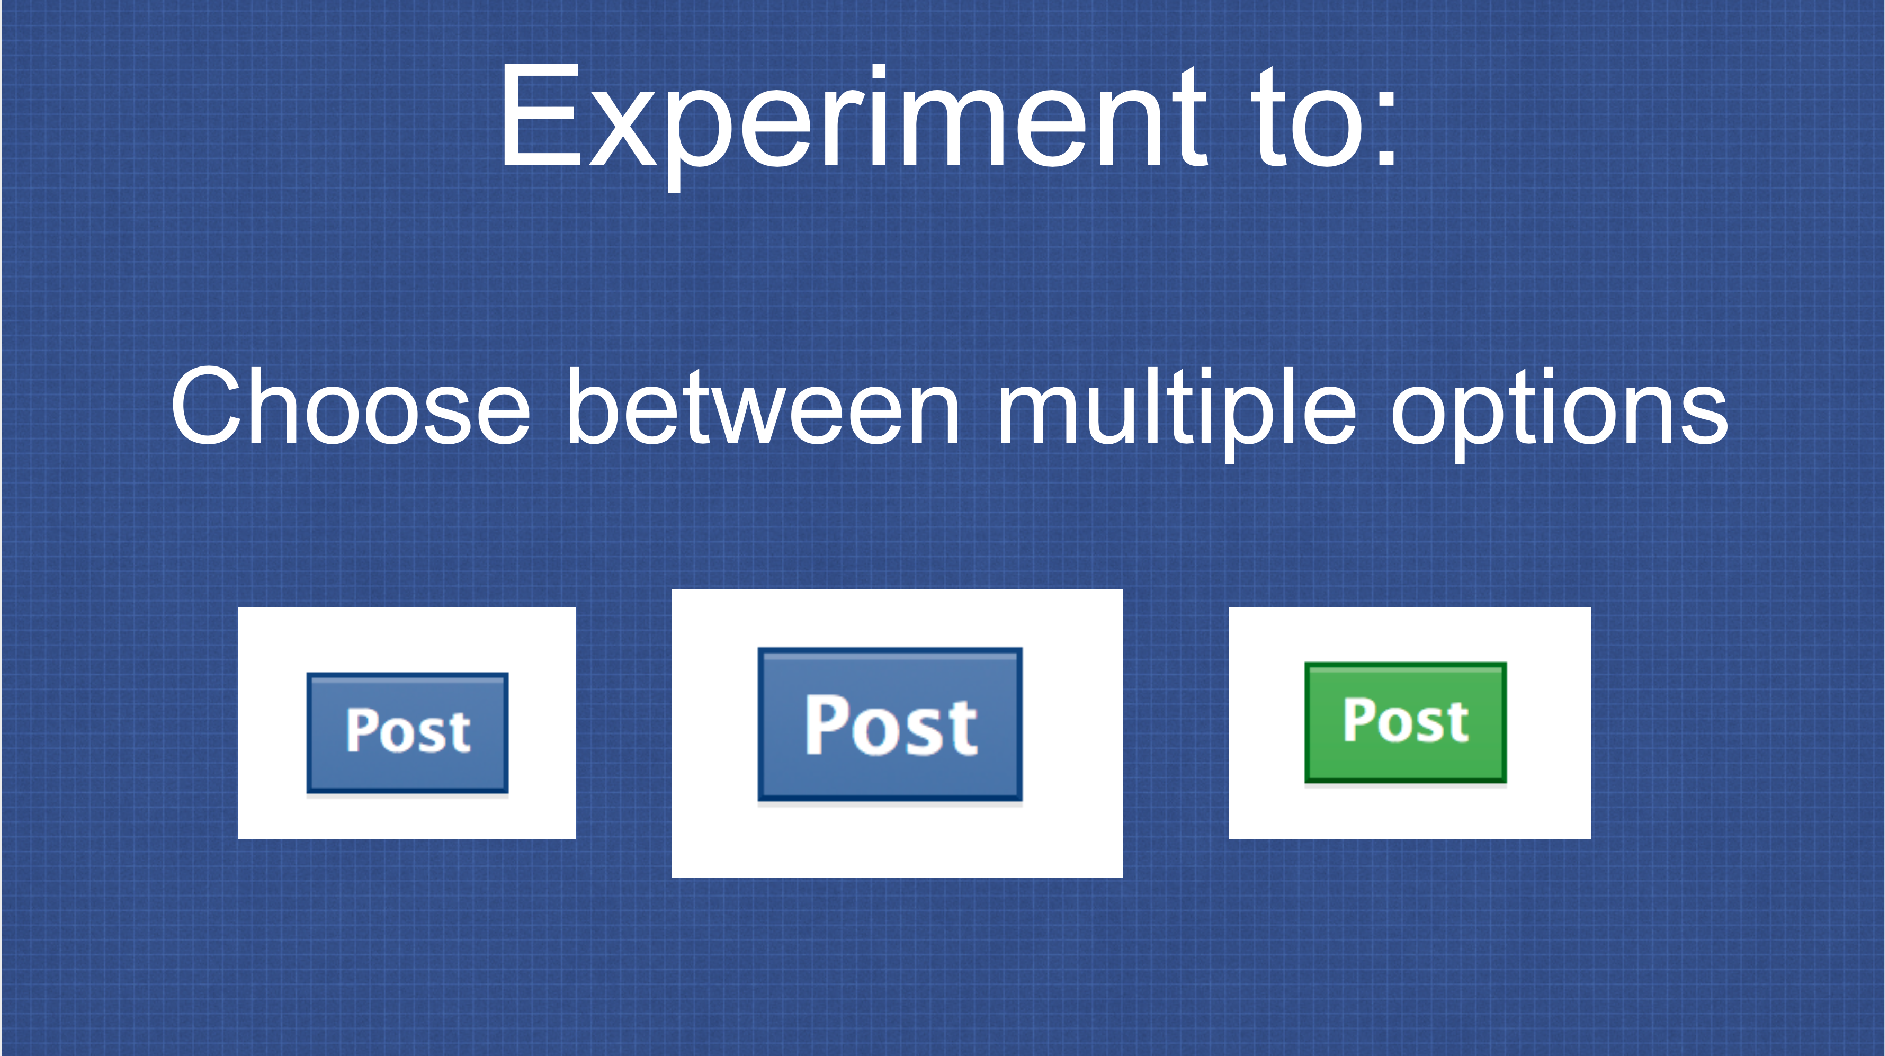 Experiment to:
Choose between multiple options
Post Post Post